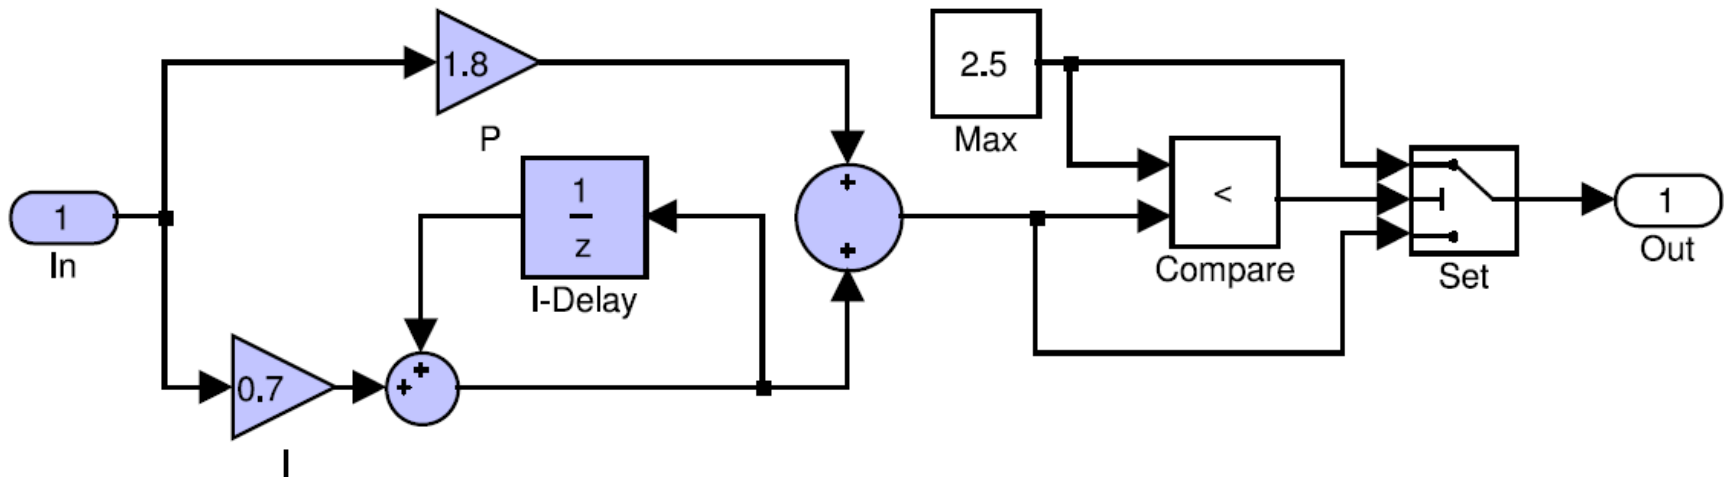 1.8
P
2.5
Max
1
In
1
z
I-Delay
+
+
<
Compare
Set
1
Out
0.7
I
+
+